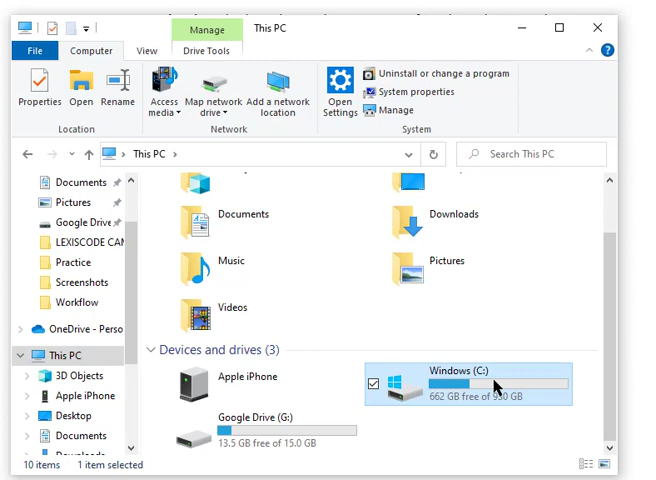 Manage
This PC
File
Computer
View
Drive Tools
Properties
Open
Rename
Access media
Map network drive
Add a network location
Open Settings
Uninstall or change a program
System properties
Manage
Location
Network
System
This PC
Search This PC
Documents
Pictures
Google Drive
LEXISCODE CAM
Practice
Screenshots
Workflow
OneDrive - Perso
This PC
3D Objects
Apple iPhone
Desktop
Documents
Documents
Downloads
Music
Pictures
Videos
Devices and drives (3)
Apple iPhone
Windows (C:)
662 GB free of 930 GB
Google Drive (G:)
13.5 GB free of 15.0 GB
10 items
1 item selected